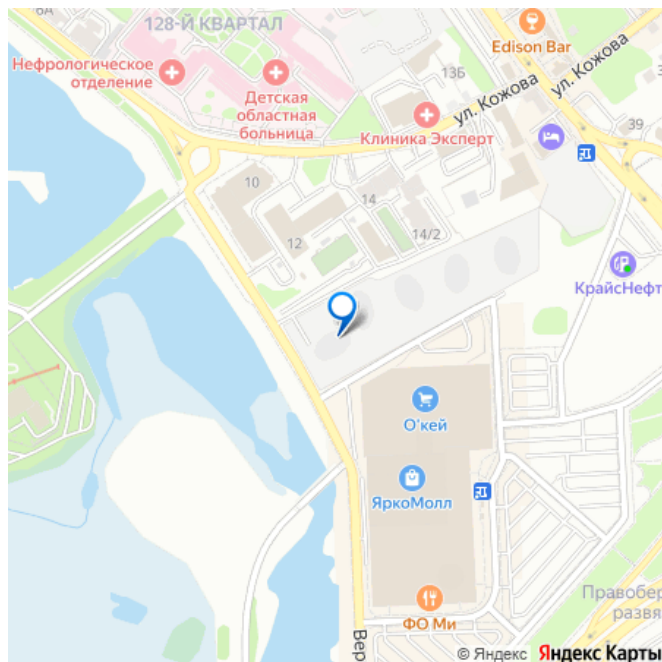 6А
128-Й КВАРТАЛ
Edison Bar
Нефрологическое
отделение
13Б
ул. Кожова
ул. Кожова
Детская
областная
больница
Клиника Эксперт
39
10
14
12
14/2
КрайсНефт
О'кей
ЯркоМолл
Правобер
развя
ФО Ми
Вер
© Яндекс Яндекс Карты